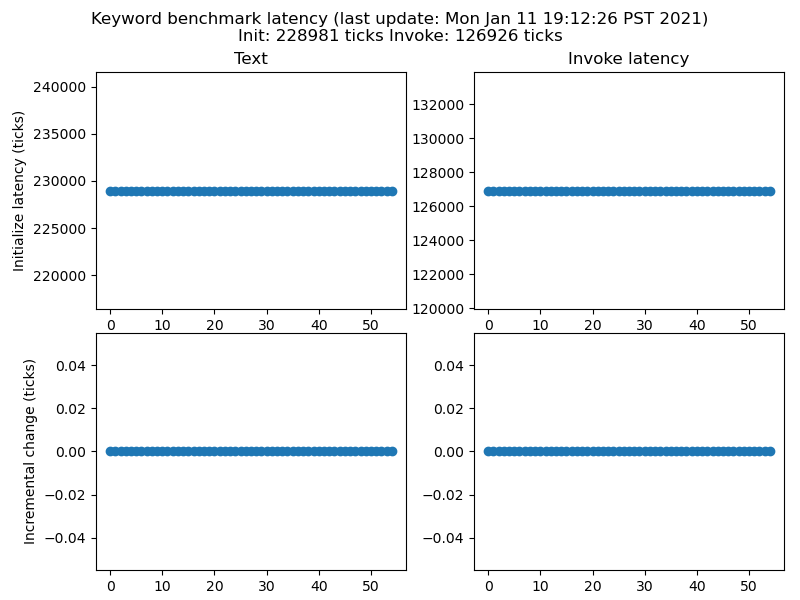 Keyword benchmark latency (last update: Mon Jan 11 19:12:26 PST 2021)
Init: 228981 ticks Invoke: 126926 ticks
Text
Initialize latency (ticks)
240000
235000
230000
225000
220000
0 10 20 30 40 50
Invoke latency
132000
130000
128000
126000
124000
122000
120000
0 10 20 30 40 50
Incremental change (ticks)
0.04
0.02
0.00
−0.02
−0.04
0 10 20 30 40 50
0.04
0.02
0.00
−0.02
−0.04
0 10 20 30 40 50